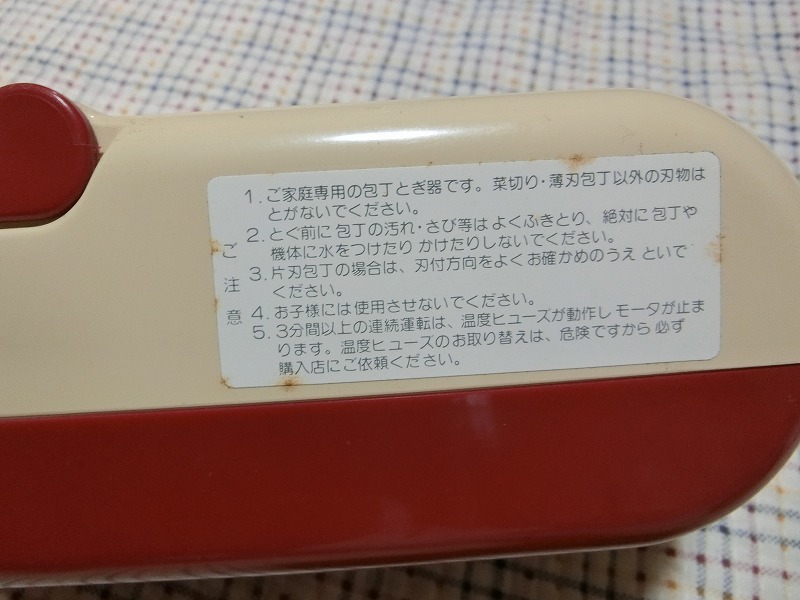 ご注意
1. ご家庭専用の包丁とぎ器です。菜切り・薄刃包丁以外の刃物は
とがないでください。
2. とぐ前に包丁の汚れ・さび等はよくふきとり、絶対に包丁や
機体に水をつけたりかけたりしないでください。
3. 片刃包丁の場合は、刃付方向をよくお確かめのうえといで
ください。
4. お子様には使用させないでください。
5. 3分間以上の連続運転は、温度ヒューズが動作しモータが止ま
ります。温度ヒューズのお取り替えは、危険ですから必ず
購入店にご依頼ください。